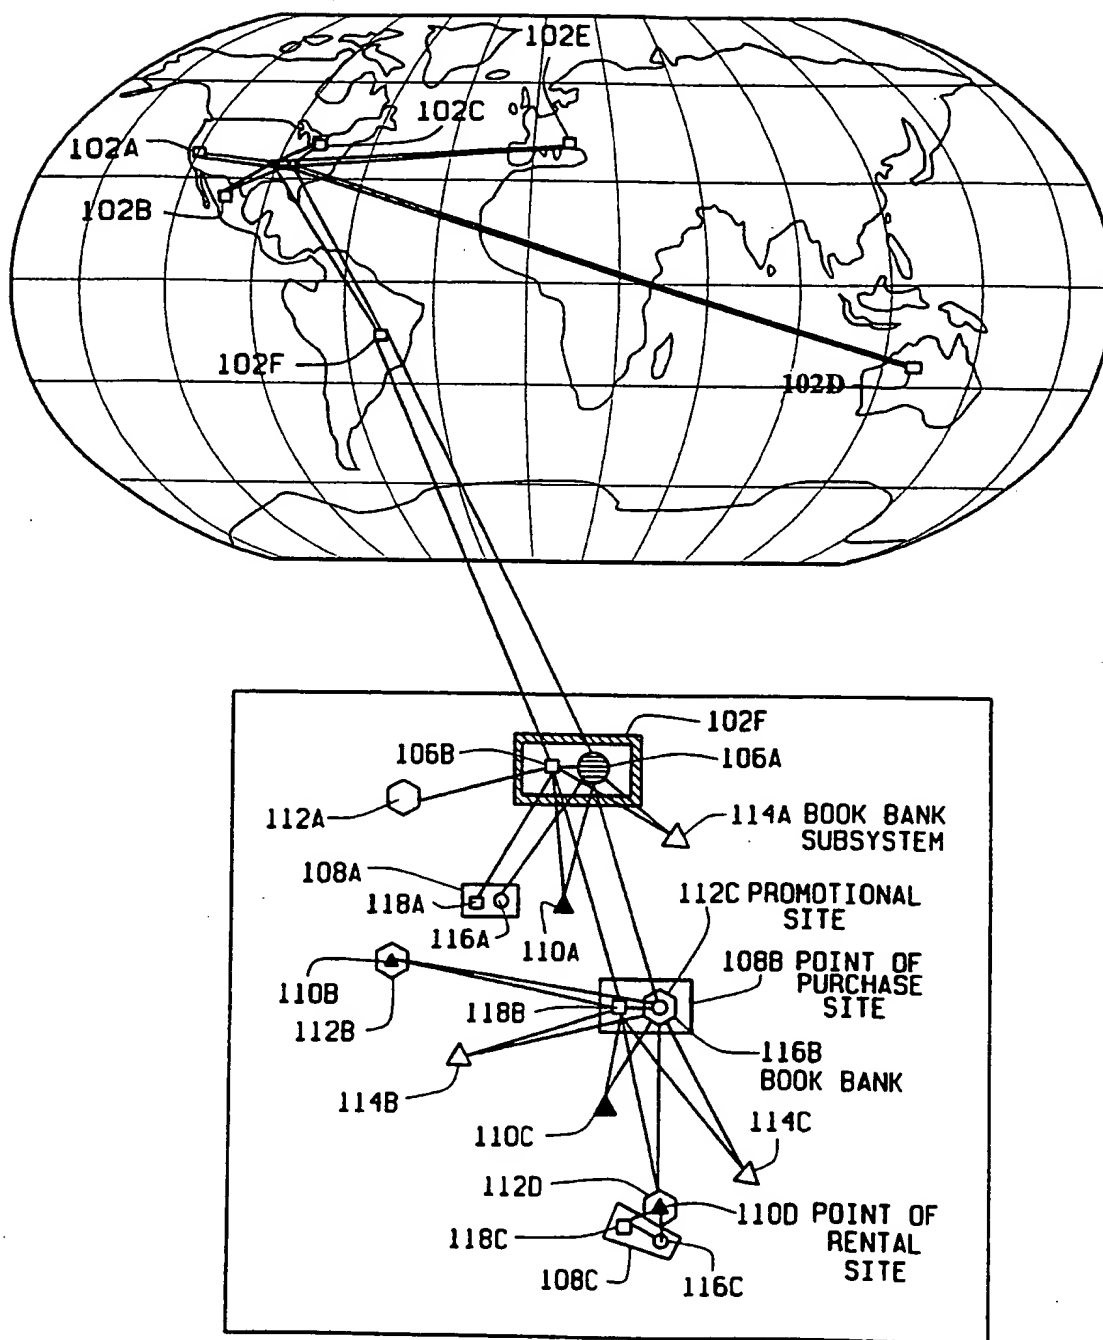 102E
102C
102A
102B
102F
102D
102F
106B
106A
112A
114A BOOK BANK
SUBSYSTEM
108A
118A
116A
110A
112C PROMOTIONAL
SITE
110B
112B
118B
108B POINT OF
PURCHASE
SITE
116B
BOOK BANK
114B
110C
114C
112D
110D POINT OF
RENTAL
SITE
118C
108C
116C